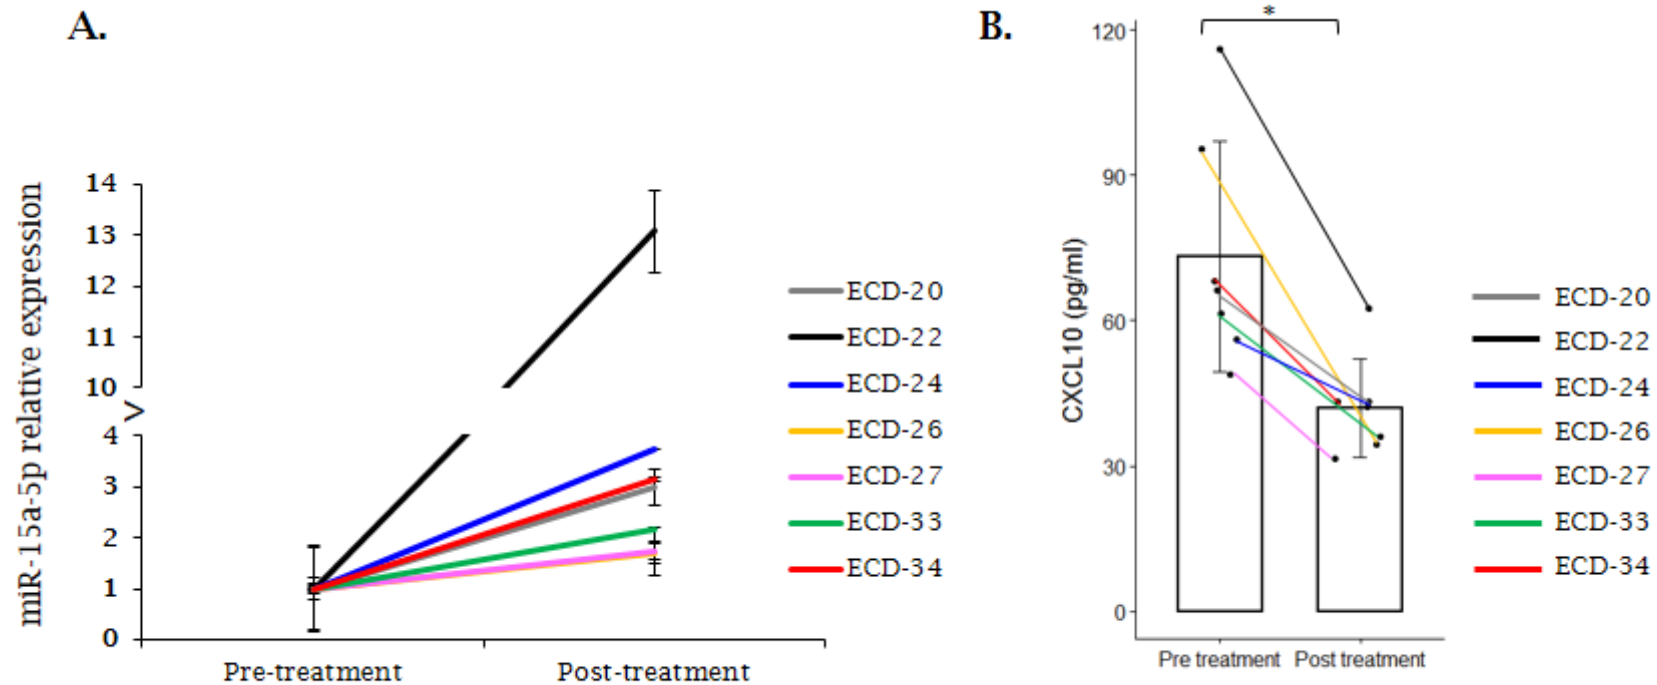 A.
miR-15a-5p relative expression
14
13
12
11
10
>
4
3
2
1
0
Pre-treatment
Post-treatment
ECD-20
ECD-22
ECD-24
ECD-26
ECD-27
ECD-33
ECD-34
B.
*
CXCL10 (pg/ml)
120
90
60
30
0
Pre treatment
Post treatment
ECD-20
ECD-22
ECD-24
ECD-26
ECD-27
ECD-33
ECD-34